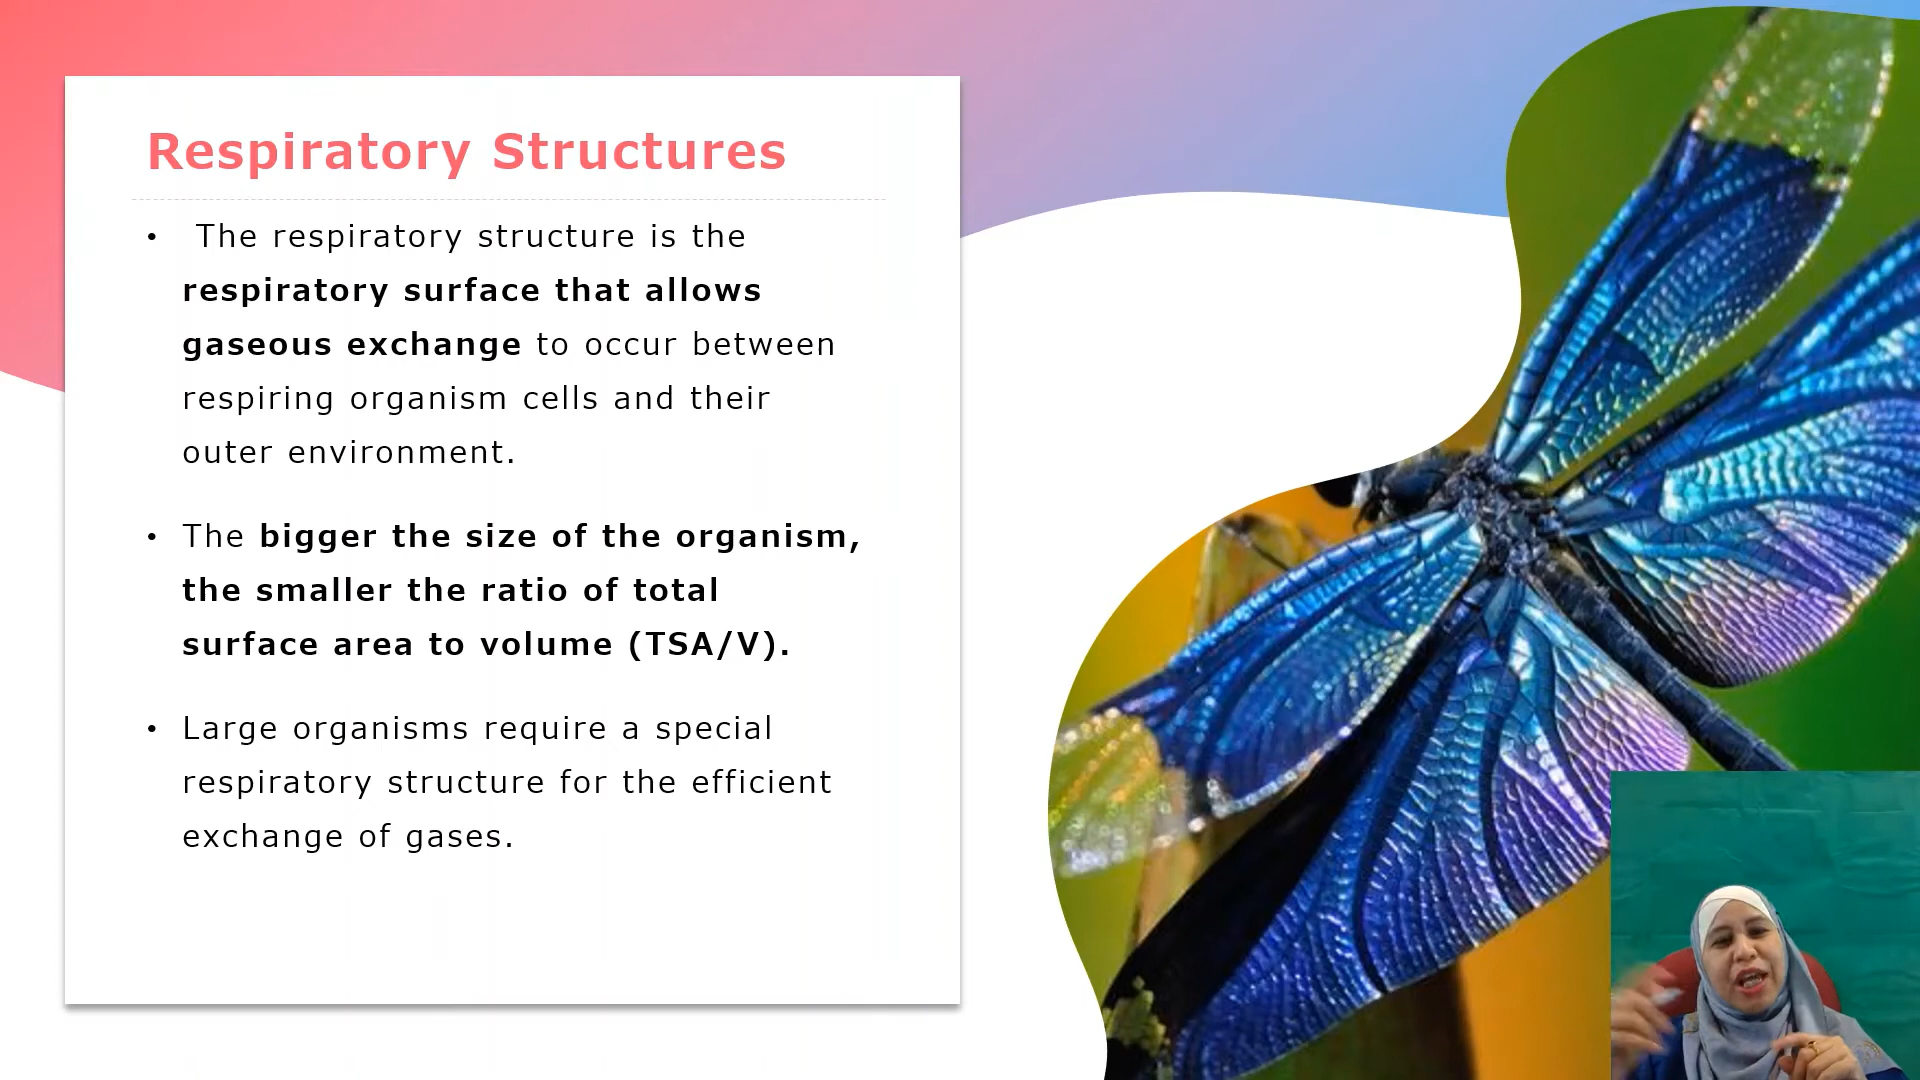 Respiratory Structures
• The respiratory structure is the
respiratory surface that allows
gaseous exchange to occur between
respiring organism cells and their
outer environment.
• The bigger the size of the organism,
the smaller the ratio of total
surface area to volume (TSA/V).
• Large organisms require a special
respiratory structure for the efficient
exchange of gases.